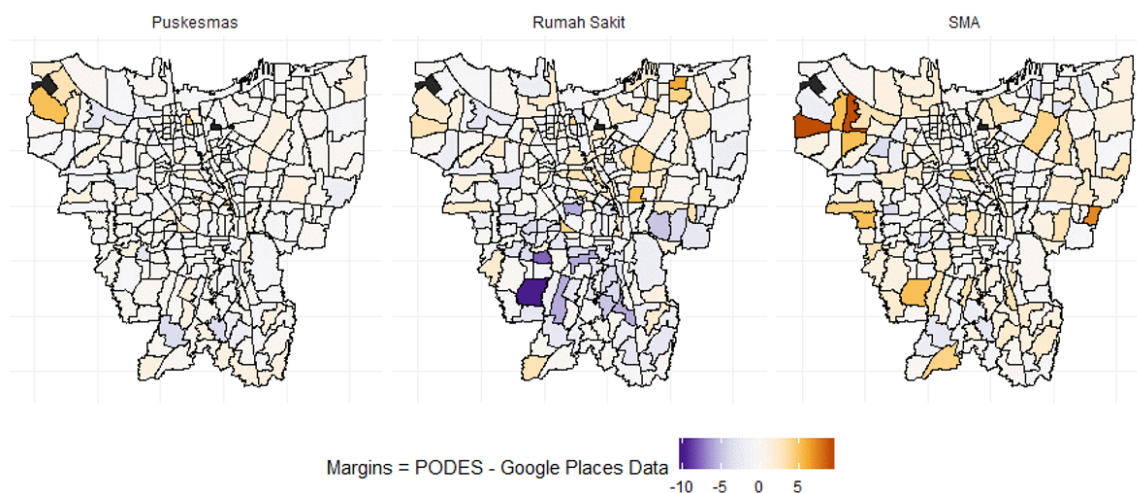 Puskesmas
Rumah Sakit
SMA
Margins = PODES - Google Places Data
-10 -5 0 5